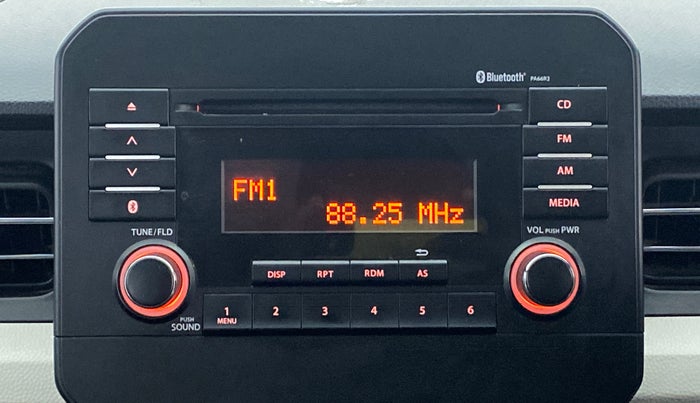 Bluetooth® PA66R3
CD
FM
AM
MEDIA
FM1
88.25 MHz
TUNE/FLD
VOL PUSH PWR
DISP
RPT
RDM
AS
PUSH
SOUND
1
MENU
2
3
4
5
6